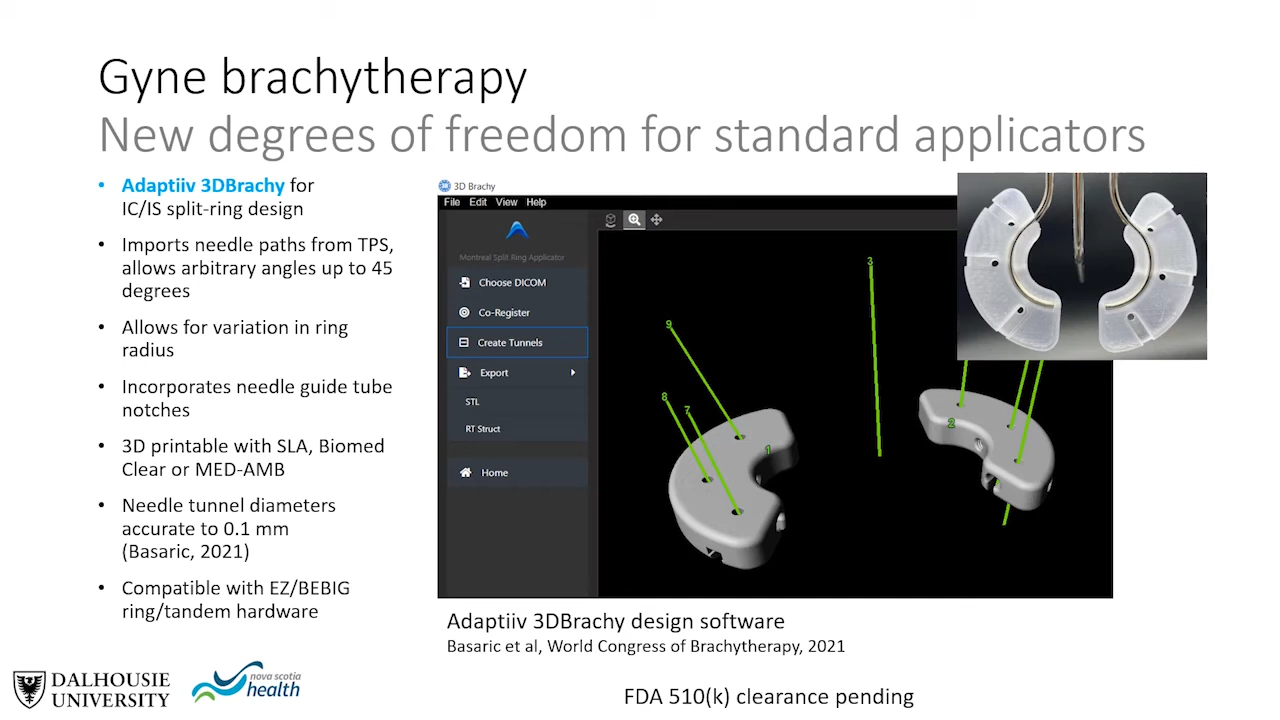 Gyne brachytherapy
New degrees of freedom for standard applicators
• Adaptiiv 3DBrachy for
IC/IS split-ring design
• Imports needle paths from TPS,
allows arbitrary angles up to 45
degrees
• Allows for variation in ring
radius
• Incorporates needle guide tube
notches
• 3D printable with SLA, Biomed
Clear or MED-AMB
• Needle tunnel diameters
accurate to 0.1 mm
(Basaric, 2021)
• Compatible with EZ/BEBIG
ring/tandem hardware
3D Brachy
File Edit View Help
Montreal Split Ring Applicator
Choose DICOM
Co-Register
Create Tunnels
Export
STL
RT Struct
Home
3
9
8
7
1
2
Adaptiiv 3DBrachy design software
Basaric et al, World Congress of Brachytherapy, 2021
DALHOUSIE
UNIVERSITY
nova scotia
health
FDA 510(k) clearance pending